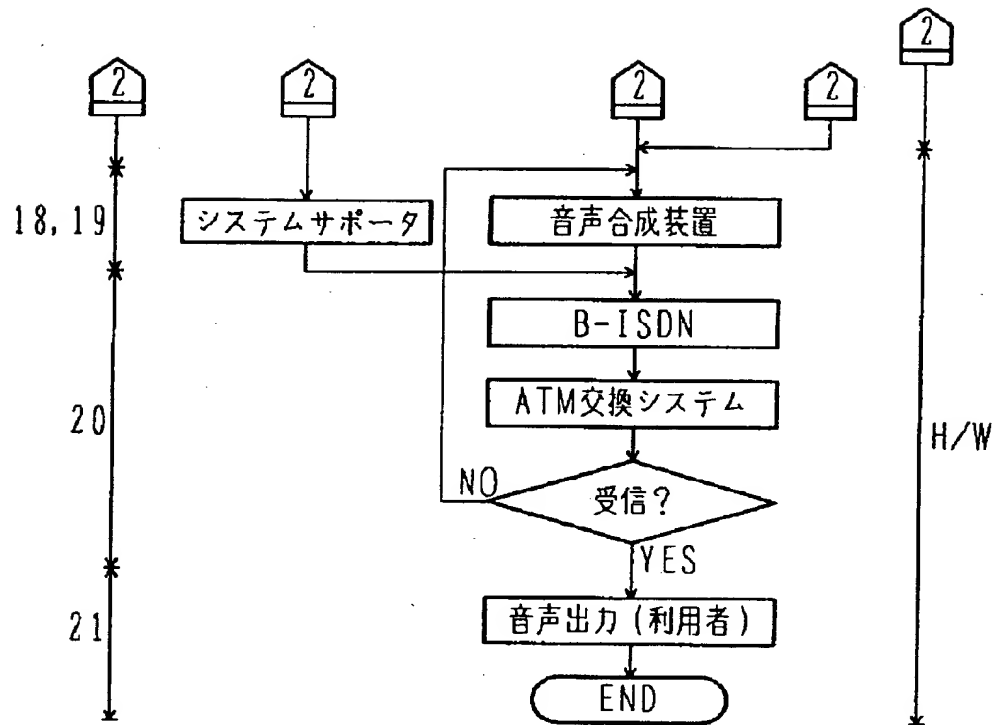 2
2
2
2
2
18,19
システムサポータ
音声合成装置
B-ISDN
20
ATM交換システム
H/W
NO
受信?
YES
21
音声出力(利用者)
END